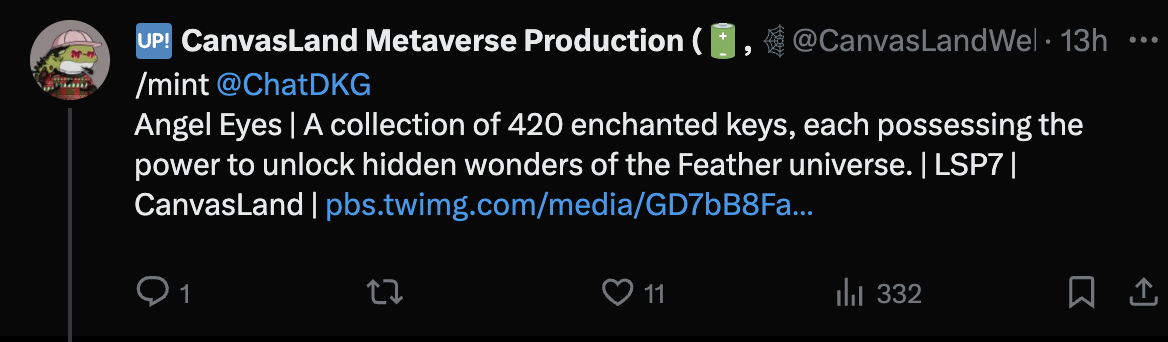 UP! CanvasLand Metaverse Production (🔋, 🕸 @CanvasLandWe · 13h ···
/mint @ChatDKG
Angel Eyes | A collection of 420 enchanted keys, each possessing the
power to unlock hidden wonders of the Feather universe. | LSP7 |
CanvasLand | pbs.twimg.com/media/GD7bB8Fa...
1 11 332